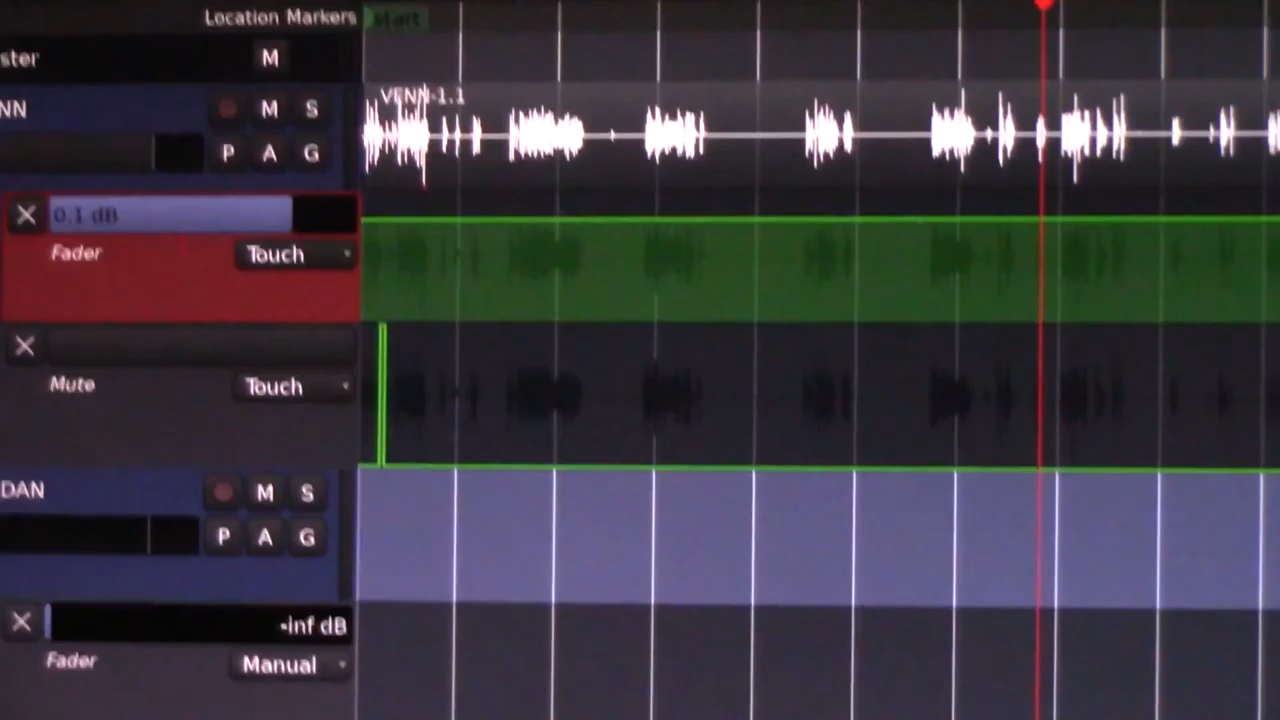 Location Markers
start
ster
M
NN
M S
P A G
VENN-1.1
0.1 dB
Fader
Touch
Mute
Touch
DAN
M S
P A G
-inf dB
Fader
Manual